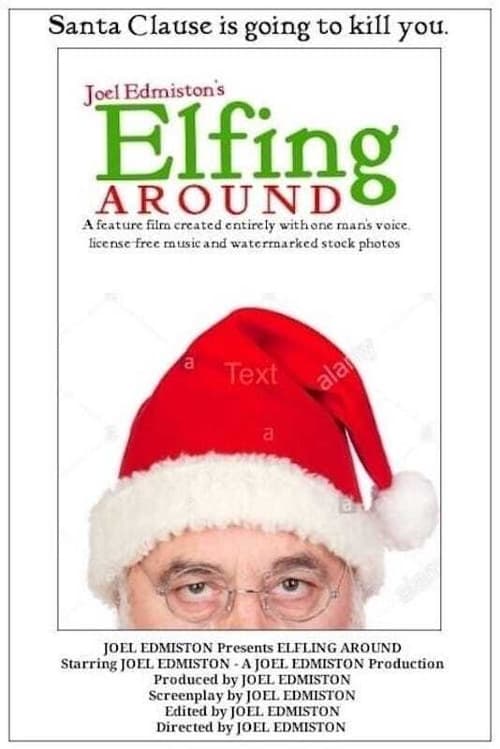 Santa Clause is going to kill you.
Joel Edmiston's
Elfing
AROUND
A feature film created entirely with one man's voice,
license-free music and watermarked stock photos
a
Text
alamy
a
a
alamy
JOEL EDMISTON Presents ELFLING AROUND
Starring JOEL EDMISTON - A JOEL EDMISTON Production
Produced by JOEL EDMISTON
Screenplay by JOEL EDMISTON
Edited by JOEL EDMISTON
Directed by JOEL EDMISTON